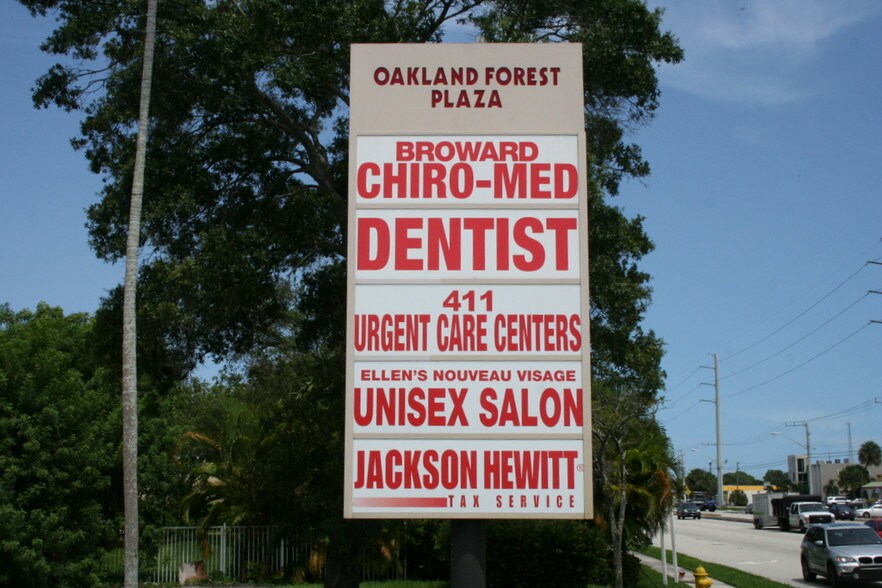 OAKLAND FOREST
PLAZA
BROWARD
CHIRO-MED
DENTIST
411
URGENT CARE CENTERS
ELLEN'S NOUVEAU VISAGE
UNISEX SALON
JACKSON HEWITT®
TAX SERVICE